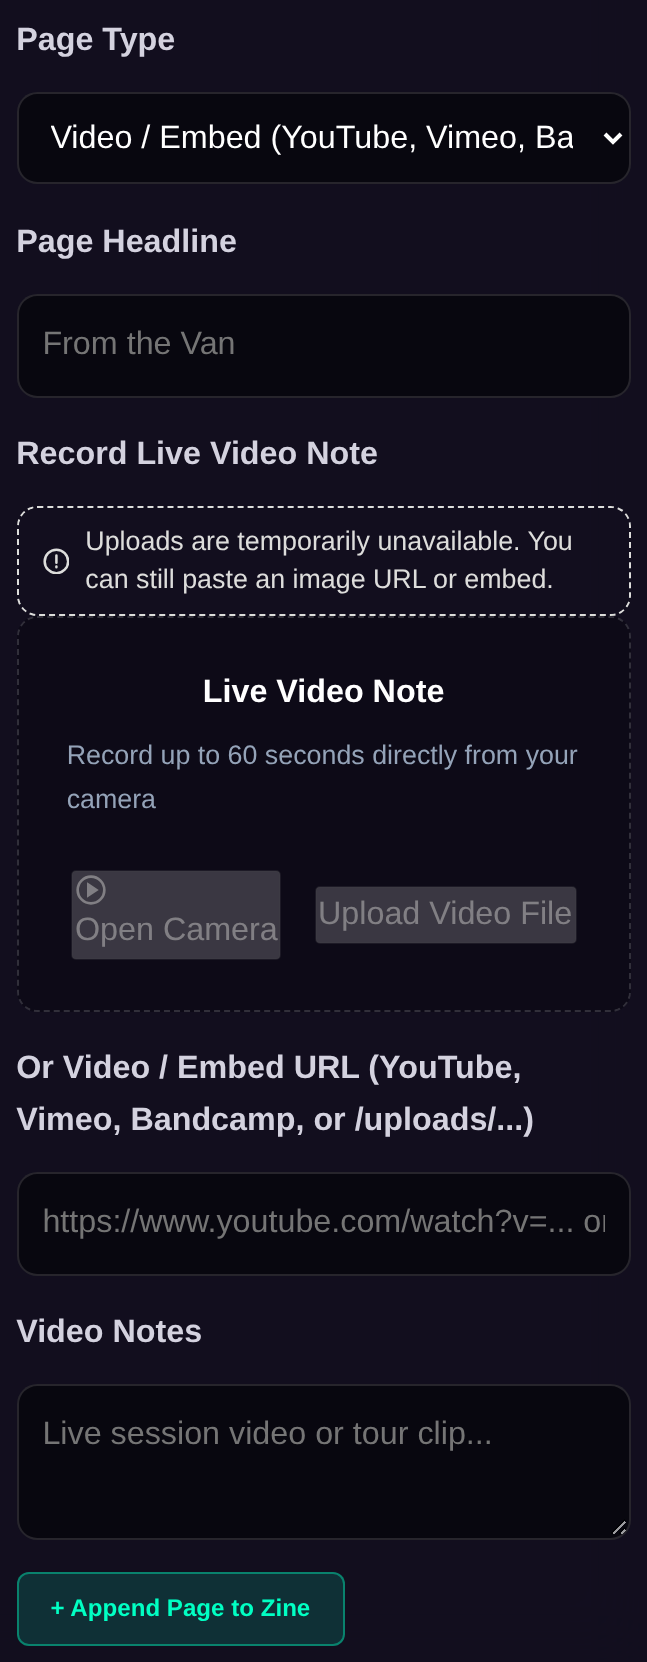 Page Type
Video / Embed (YouTube, Vimeo, Ba
Page Headline
From the Van
Record Live Video Note
Uploads are temporarily unavailable. You
can still paste an image URL or embed.
Live Video Note
Record up to 60 seconds directly from your
camera
Open Camera
Upload Video File
Or Video / Embed URL (YouTube,
Vimeo, Bandcamp, or /uploads/...)
https://www.youtube.com/watch?v=... or
Video Notes
Live session video or tour clip...
+ Append Page to Zine